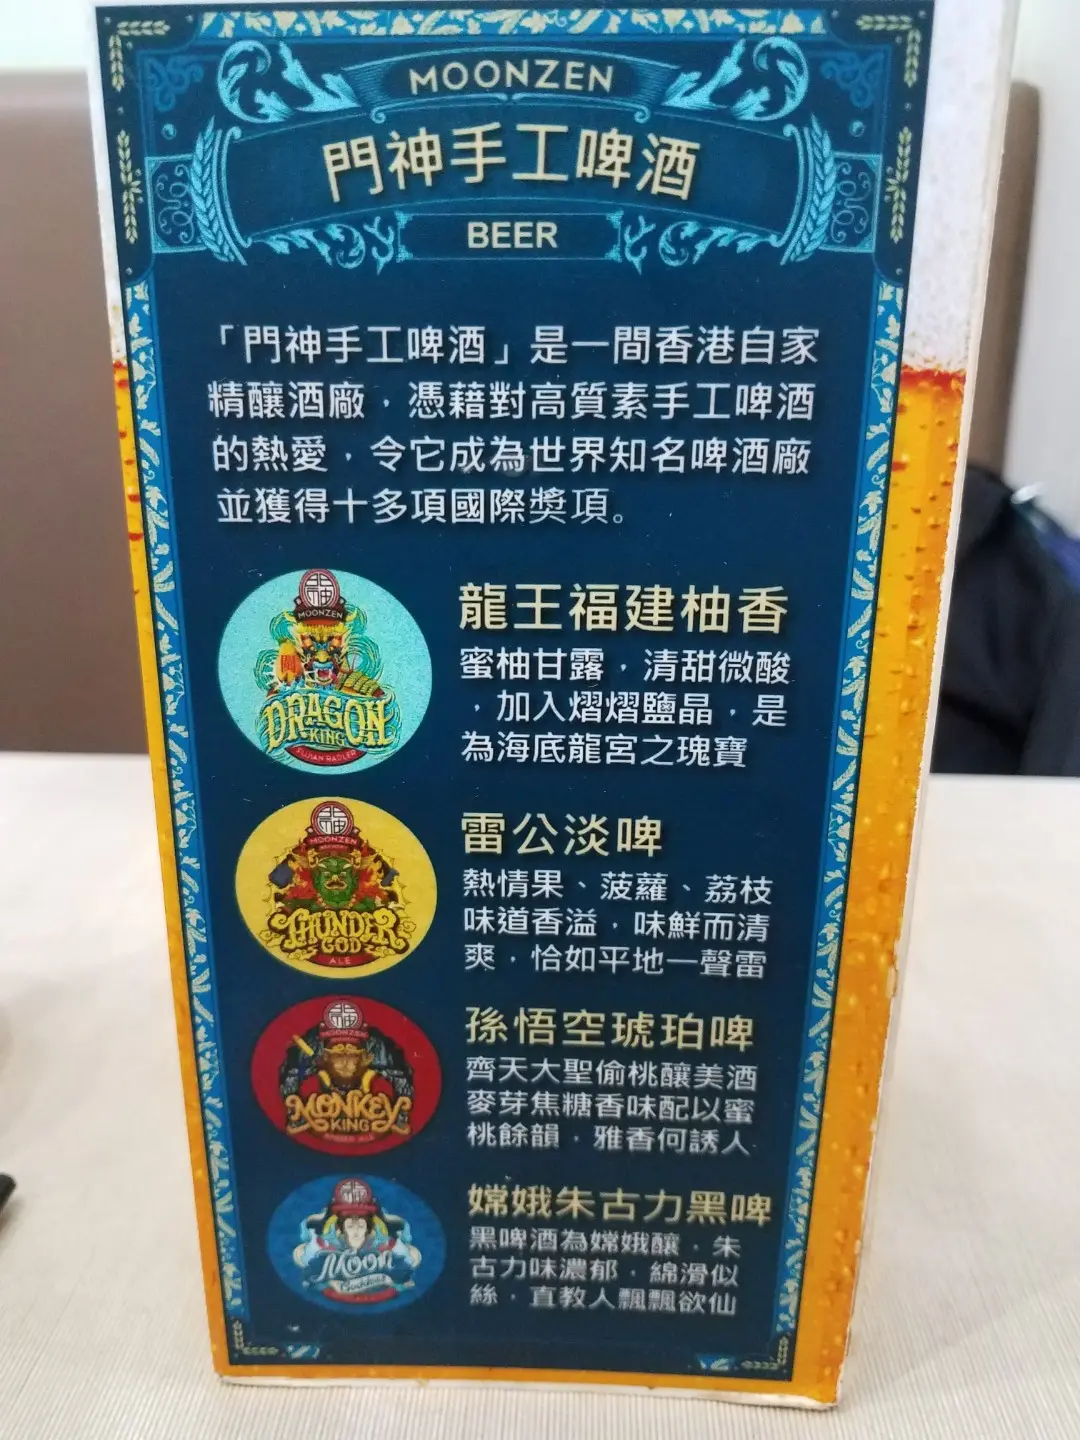 MOONZEN
門神手工啤酒
BEER
「門神手工啤酒」是一間香港自家
精釀酒廠，憑藉對高質素手工啤酒
的熱愛，令它成為世界知名啤酒廠
並獲得十多項國際獎項。
MOONZEN
DRAGON
KING
FUJIAN RADLER
龍王福建柚香
蜜柚甘露，清甜微酸
，加入熠熠鹽晶，是
為海底龍宮之瑰寶
MOONZEN
THUNDER
GOD
ALE
雷公淡啤
熱情果、菠蘿、荔枝
味道香溢，味鮮而清
爽，恰如平地一聲雷
MOONZEN
MONKEY
KING
AMBER ALE
孫悟空琥珀啤
齊天大聖偷桃釀美酒
麥芽焦糖香味配以蜜
桃餘韻，雅香何誘人
MOON
嫦娥朱古力黑啤
黑啤酒為嫦娥釀，朱
古力味濃郁，綿滑似
絲，直教人飄飄欲仙